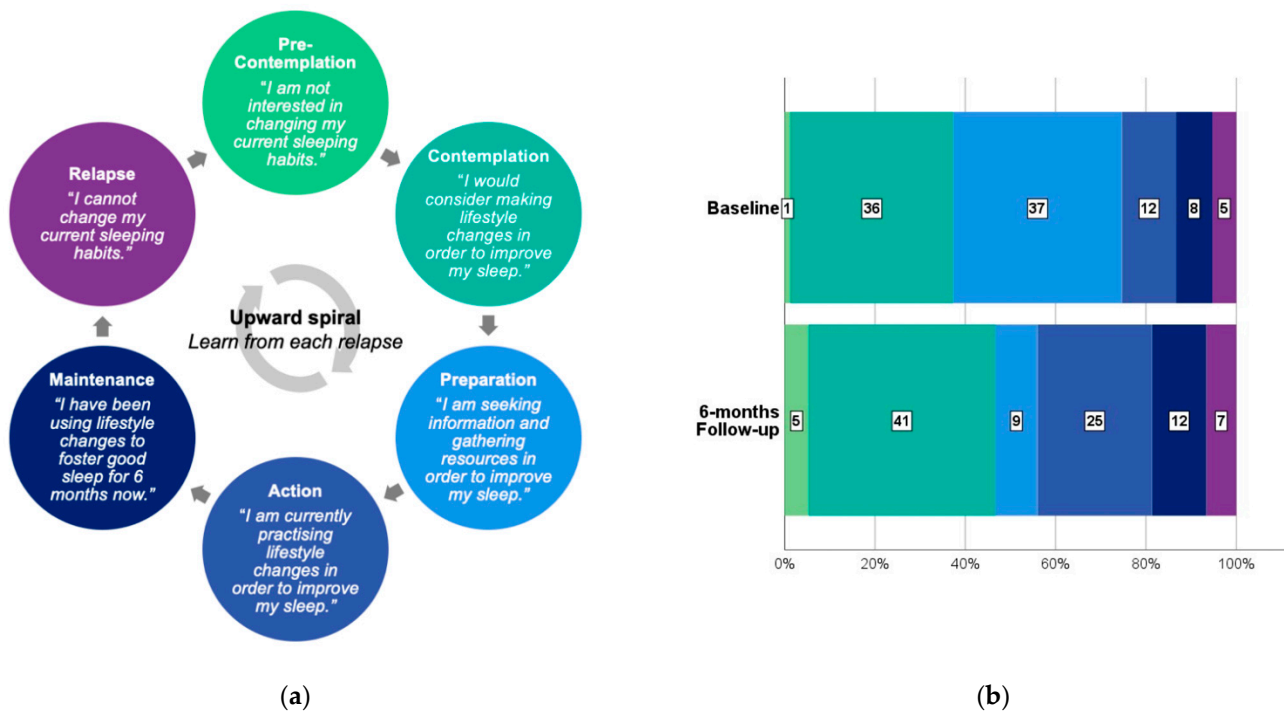 Pre-
Contemplation
"I am not
interested in
changing my
current sleeping
habits."
Contemplation
"I would
consider making
lifestyle
changes in
order to improve
my sleep."
Preparation
"I am seeking
information and
gathering
resources in
order to improve
my sleep."
Action
"I am currently
practising
lifestyle
changes in
order to improve
my sleep."
Maintenance
"I have been
using lifestyle
changes to
foster good
sleep for 6
months now."
Relapse
"I cannot
change my
current sleeping
habits."
Upward spiral
Learn from each relapse
(a)
Baseline
1 36 37 12 8 5
6-months
Follow-up
5 41 9 25 12 7
0% 20% 40% 60% 80% 100%
(b)